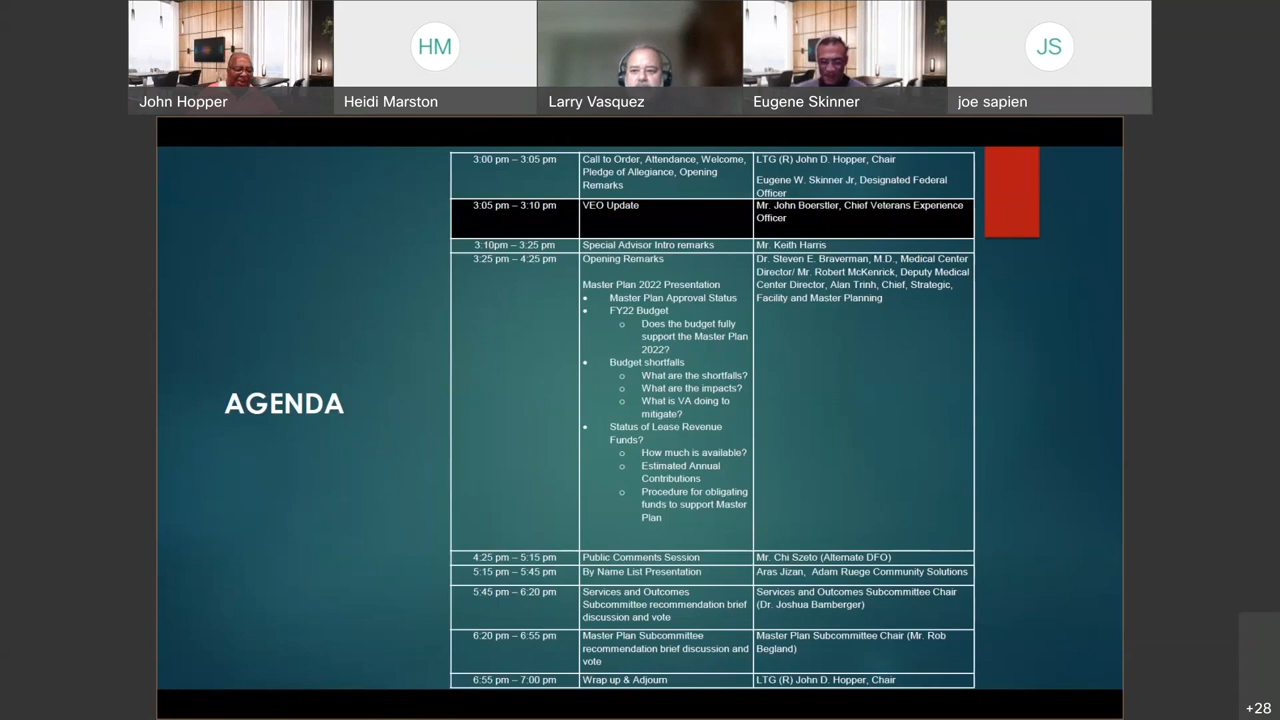 HM
JS
John Hopper
Heidi Marston
Larry Vasquez
Eugene Skinner
joe sapien
AGENDA
3:00 pm – 3:05 pm
Call to Order, Attendance, Welcome,
Pledge of Allegiance, Opening
Remarks
LTG (R) John D. Hopper, Chair
Eugene W. Skinner Jr, Designated Federal
Officer
3:05 pm – 3:10 pm
VEO Update
Mr. John Boerstler, Chief Veterans Experience
Officer
3:10pm – 3:25 pm
Special Advisor Intro remarks
Mr. Keith Harris
3:25 pm – 4:25 pm
Opening Remarks
Master Plan 2022 Presentation
• Master Plan Approval Status
• FY22 Budget
o Does the budget fully
support the Master Plan
2022?
• Budget shortfalls
o What are the shortfalls?
o What are the impacts?
o What is VA doing to
mitigate?
• Status of Lease Revenue
Funds?
o How much is available?
o Estimated Annual
Contributions
o Procedure for obligating
funds to support Master
Plan
Dr. Steven E. Braverman, M.D., Medical Center
Director/ Mr. Robert McKenrick, Deputy Medical
Center Director, Alan Trinh, Chief, Strategic,
Facility and Master Planning
4:25 pm – 5:15 pm
Public Comments Session
Mr. Chi Szeto (Alternate DFO)
5:15 pm – 5:45 pm
By Name List Presentation
Aras Jizan, Adam Ruege Community Solutions
5:45 pm – 6:20 pm
Services and Outcomes
Subcommittee recommendation brief
discussion and vote
Services and Outcomes Subcommittee Chair
(Dr. Joshua Bamberger)
6:20 pm – 6:55 pm
Master Plan Subcommittee
recommendation brief discussion and
vote
Master Plan Subcommittee Chair (Mr. Rob
Begland)
6:55 pm – 7:00 pm
Wrap up & Adjourn
LTG (R) John D. Hopper, Chair
+28